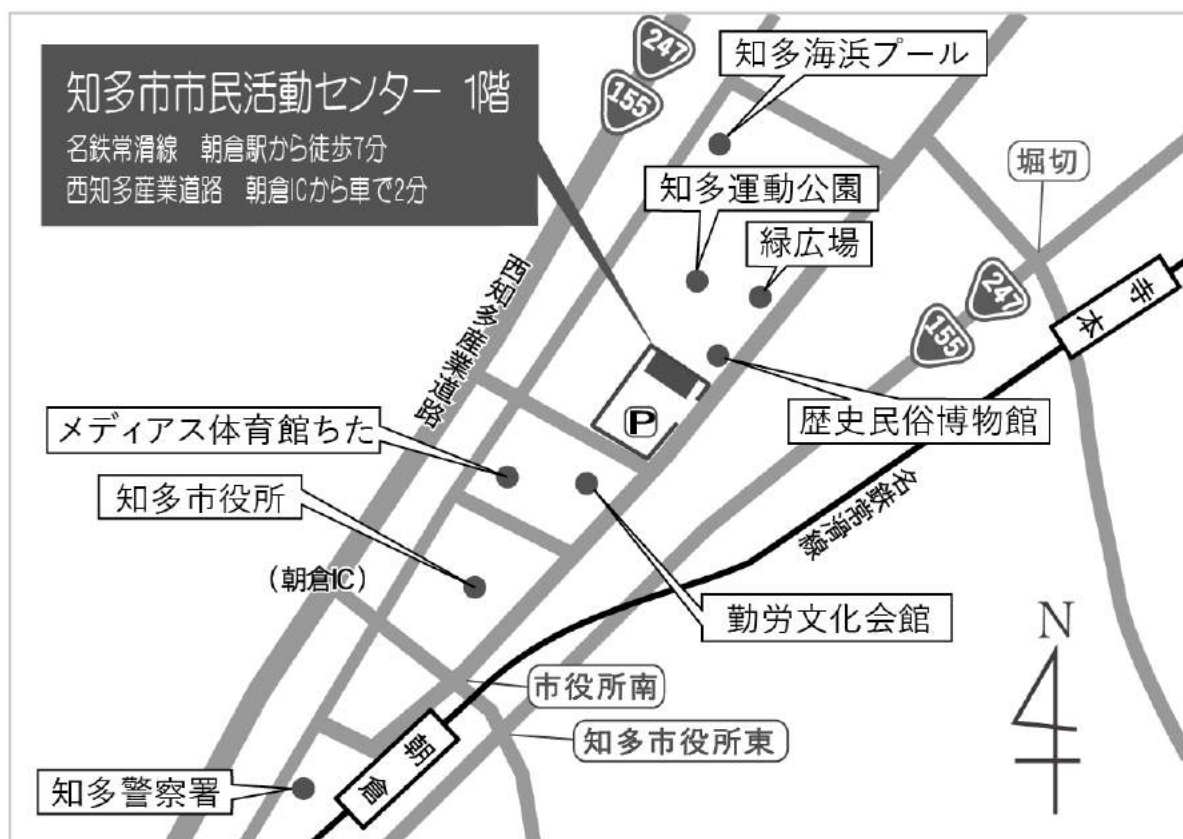 247
155
知多市市民活動センター 1階
名鉄常滑線 朝倉駅から徒歩7分
西知多産業道路 朝倉ICから車で2分
知多海浜プール
堀切
知多運動公園
緑広場
西知多産業道路
247
155
寺本
P
歴史民俗博物館
メディアス体育館ちた
名鉄常滑線
知多市役所
(朝倉IC)
勤労文化会館
N
市役所南
知多市役所東
朝倉
知多警察署